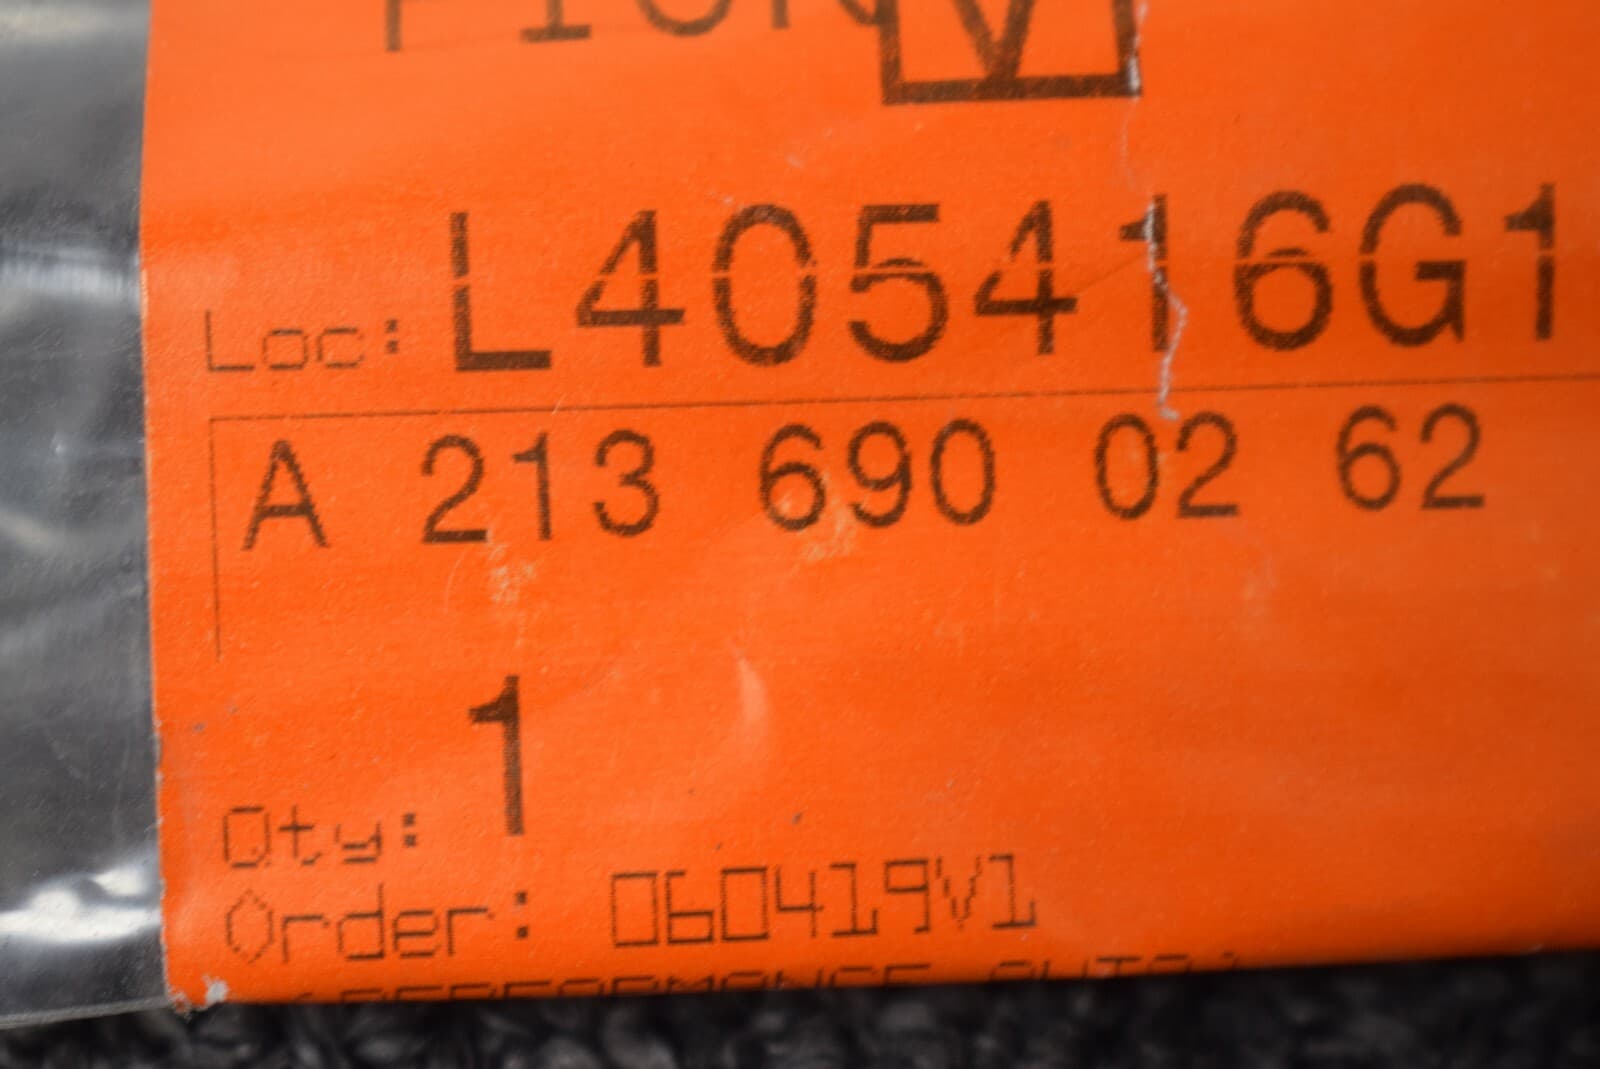 V
Loc: L405416G1
A 213 690 02 62
Qty: 1
Order: 060419V1